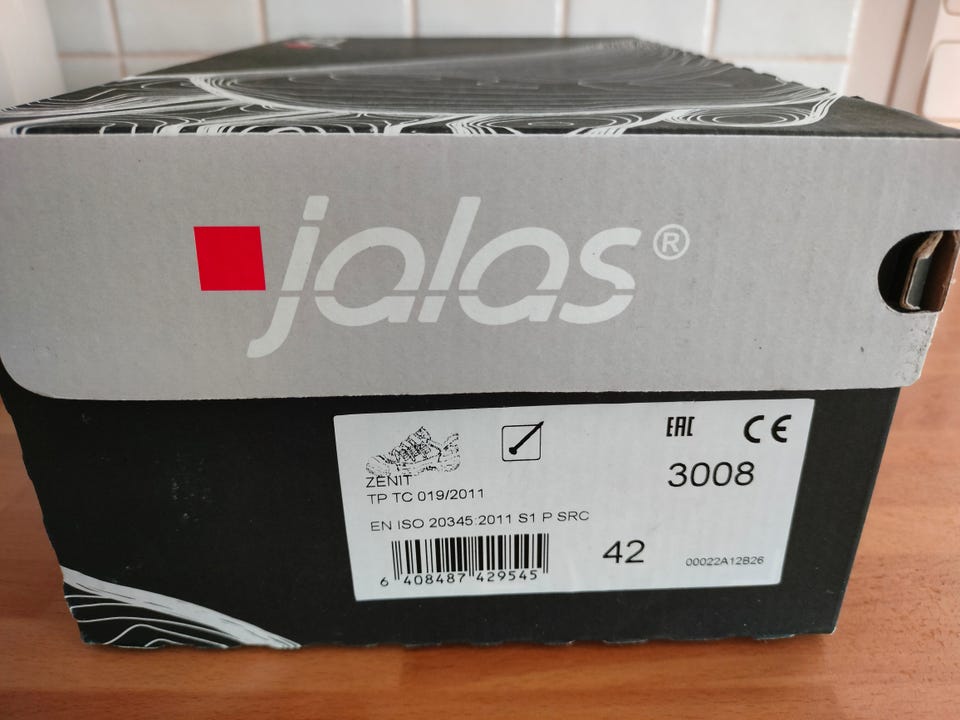 jalas®
EAC CE
ZENIT
3008
TP TC 019/2011
EN ISO 20345:2011 S1 P SRC
42
00022A12B26
6 408487 429545